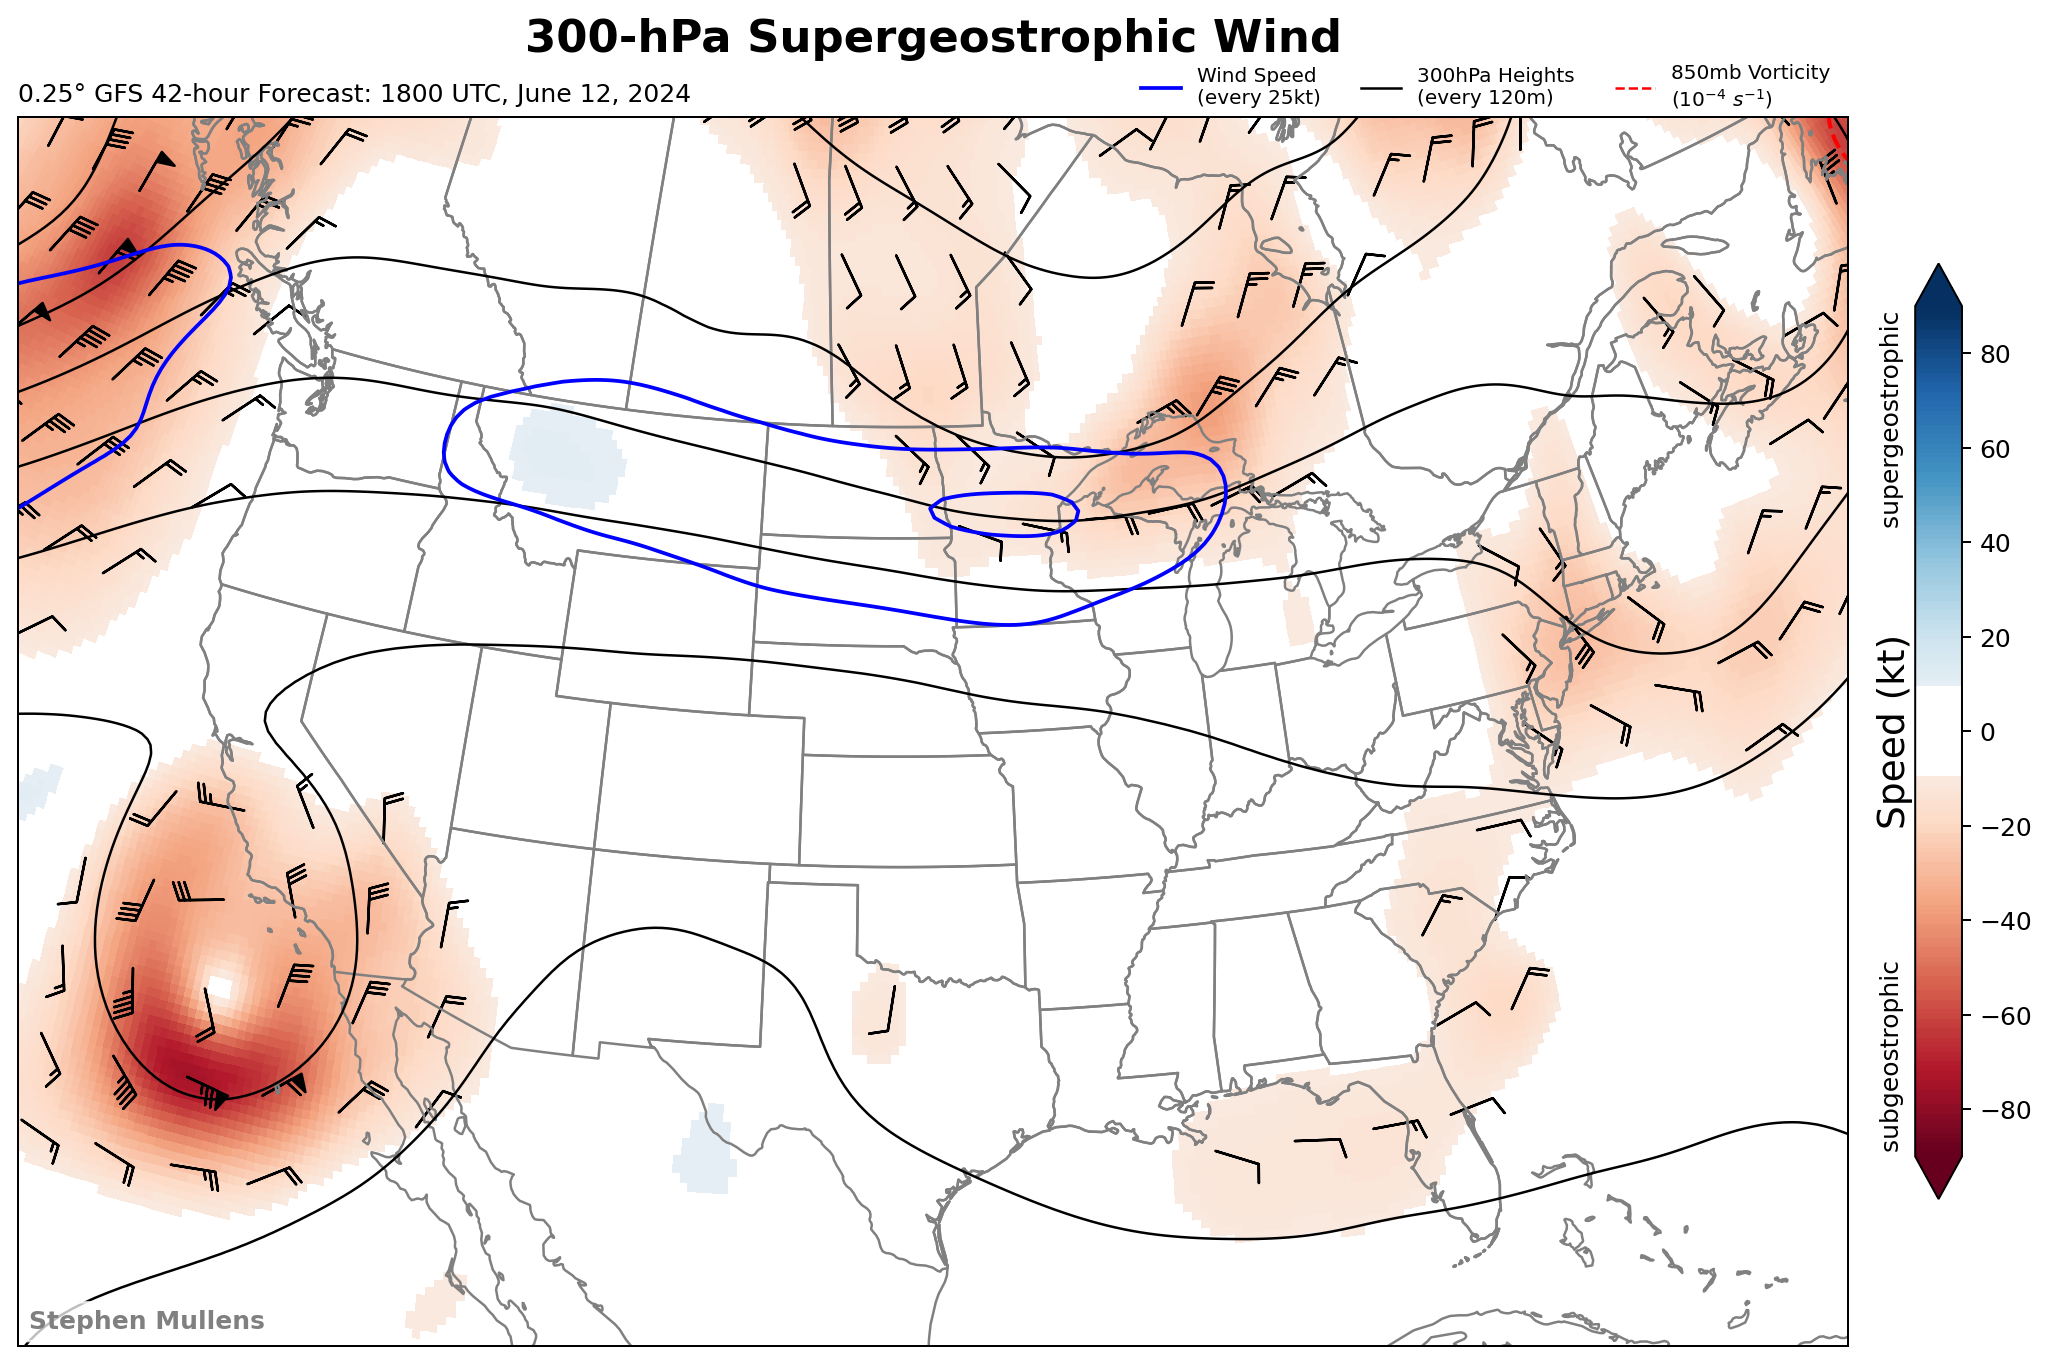 300-hPa Supergeostrophic Wind
0.25° GFS 42-hour Forecast: 1800 UTC, June 12, 2024
Wind Speed
(every 25kt)
300hPa Heights
(every 120m)
850mb Vorticity
(10⁻⁴ s⁻¹)
supergeostrophic
Speed (kt)
subgeostrophic
80
60
40
20
0
−20
−40
−60
−80
Stephen Mullens